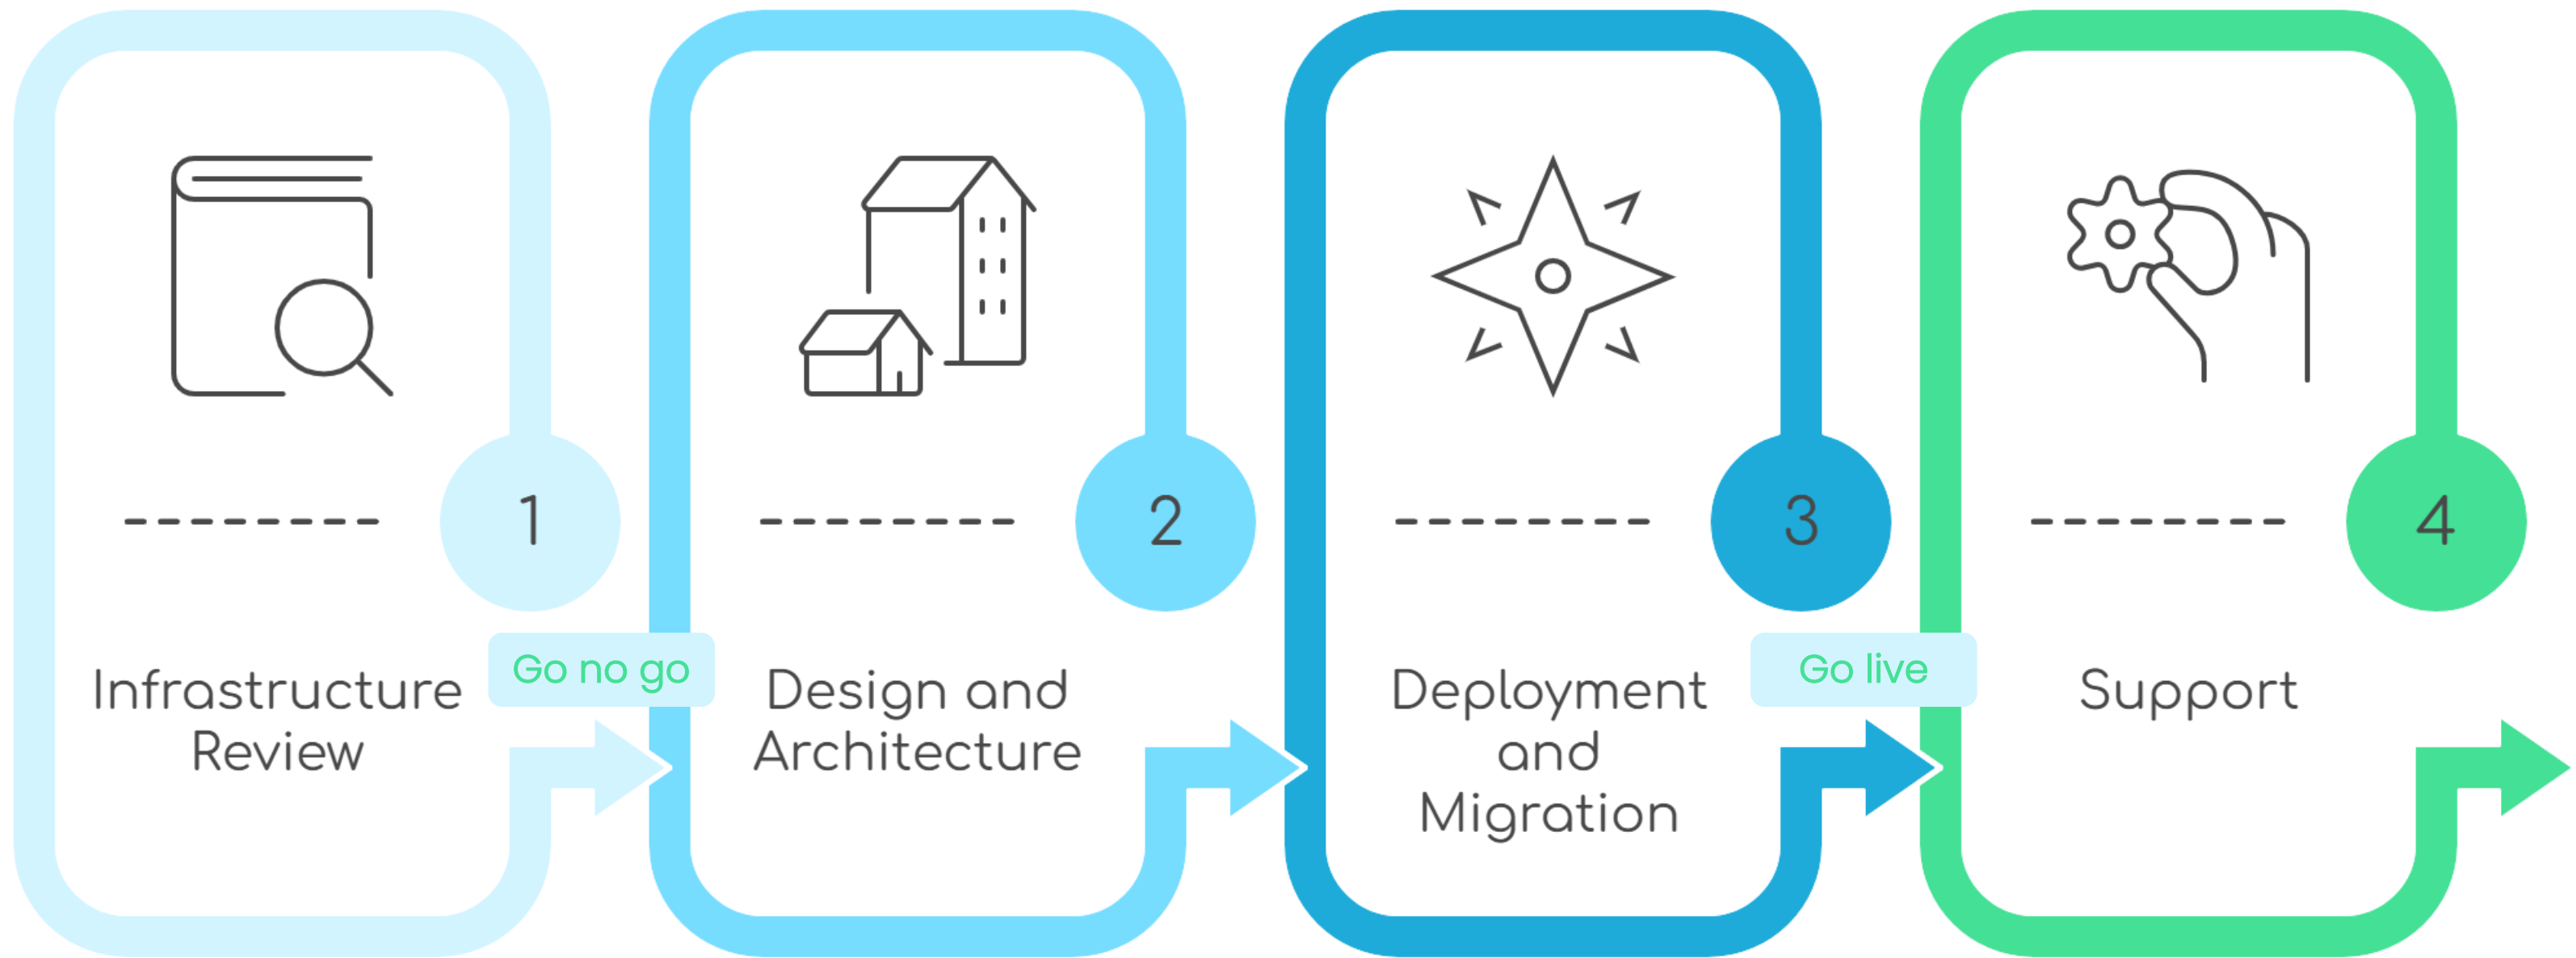 1
Infrastructure
Review
Go no go
2
Design and
Architecture
3
Deployment
and
Migration
Go live
4
Support